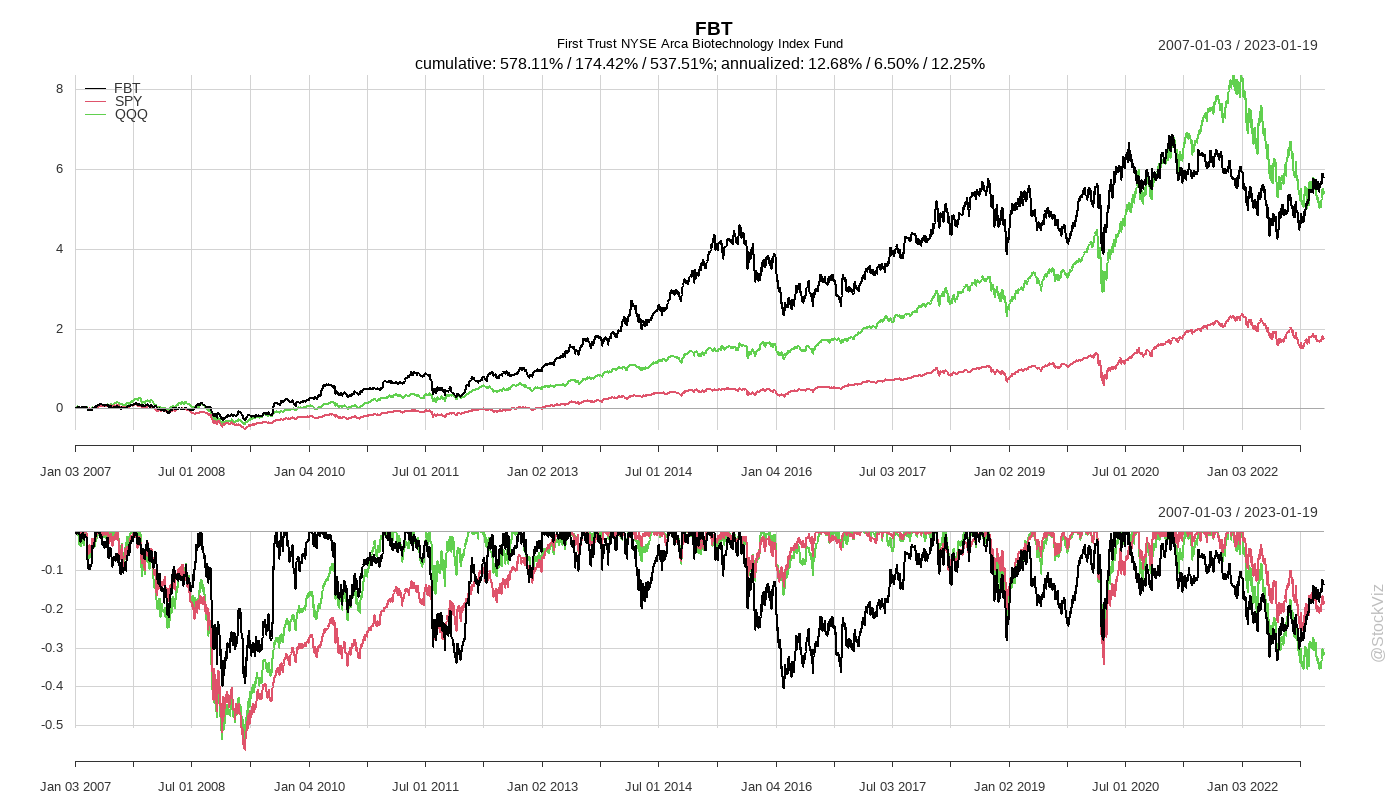 FBT
First Trust NYSE Arca Biotechnology Index Fund
2007-01-03 / 2023-01-19
cumulative: 578.11% / 174.42% / 537.51%; annualized: 12.68% / 6.50% / 12.25%
FBT
SPY
QQQ
8
6
4
2
0
Jan 03 2007 Jul 01 2008 Jan 04 2010 Jul 01 2011 Jan 02 2013 Jul 01 2014 Jan 04 2016 Jul 03 2017 Jan 02 2019 Jul 01 2020 Jan 03 2022
2007-01-03 / 2023-01-19
-0.1
-0.2
-0.3
-0.4
-0.5
Jan 03 2007 Jul 01 2008 Jan 04 2010 Jul 01 2011 Jan 02 2013 Jul 01 2014 Jan 04 2016 Jul 03 2017 Jan 02 2019 Jul 01 2020 Jan 03 2022
@StockViz